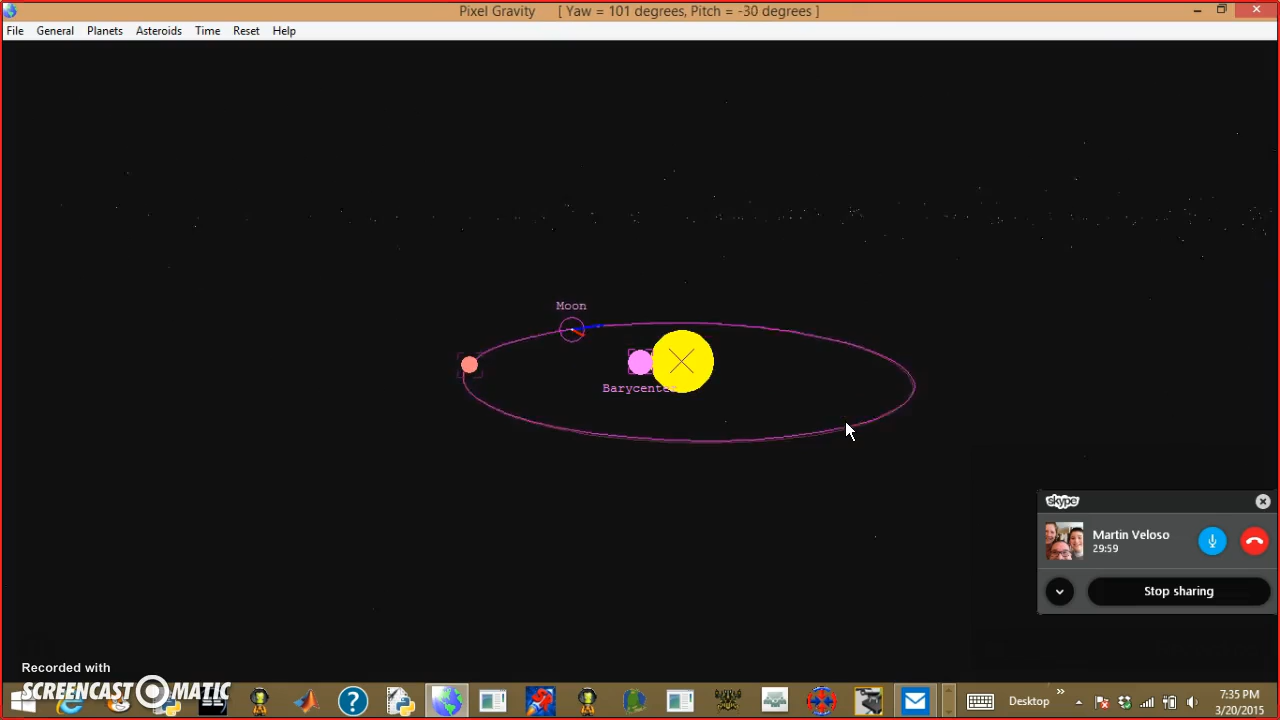 Pixel Gravity [ Yaw = 101 degrees, Pitch = -30 degrees ]
File General Planets Asteroids Time Reset Help
Moon
Barycenter
skype
Martin Veloso
29:59
Stop sharing
Recorded with
SCREENCAST MATIC
Desktop
7:35 PM
3/20/2015